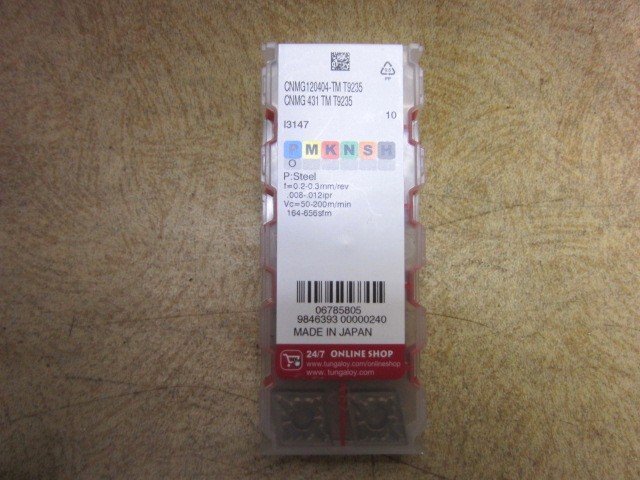 CNMG120404-TM T9235
CNMG 431 TM T9235
PP
I3147
10
P M K N S H
P:Steel
f=0.2-0.3mm/rev
.008-.012ipr
Vc=50-200m/min
164-656sfm
06785805
9846393 00000240
MADE IN JAPAN
24/7 ONLINE SHOP
www.tungaloy.com/onlineshop
www.tungaloy.com